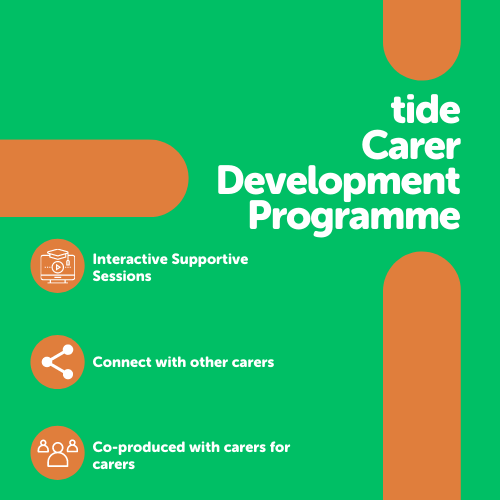 tide
Carer
Development
Programme
Interactive Supportive
Sessions
Connect with other carers
Co-produced with carers for
carers